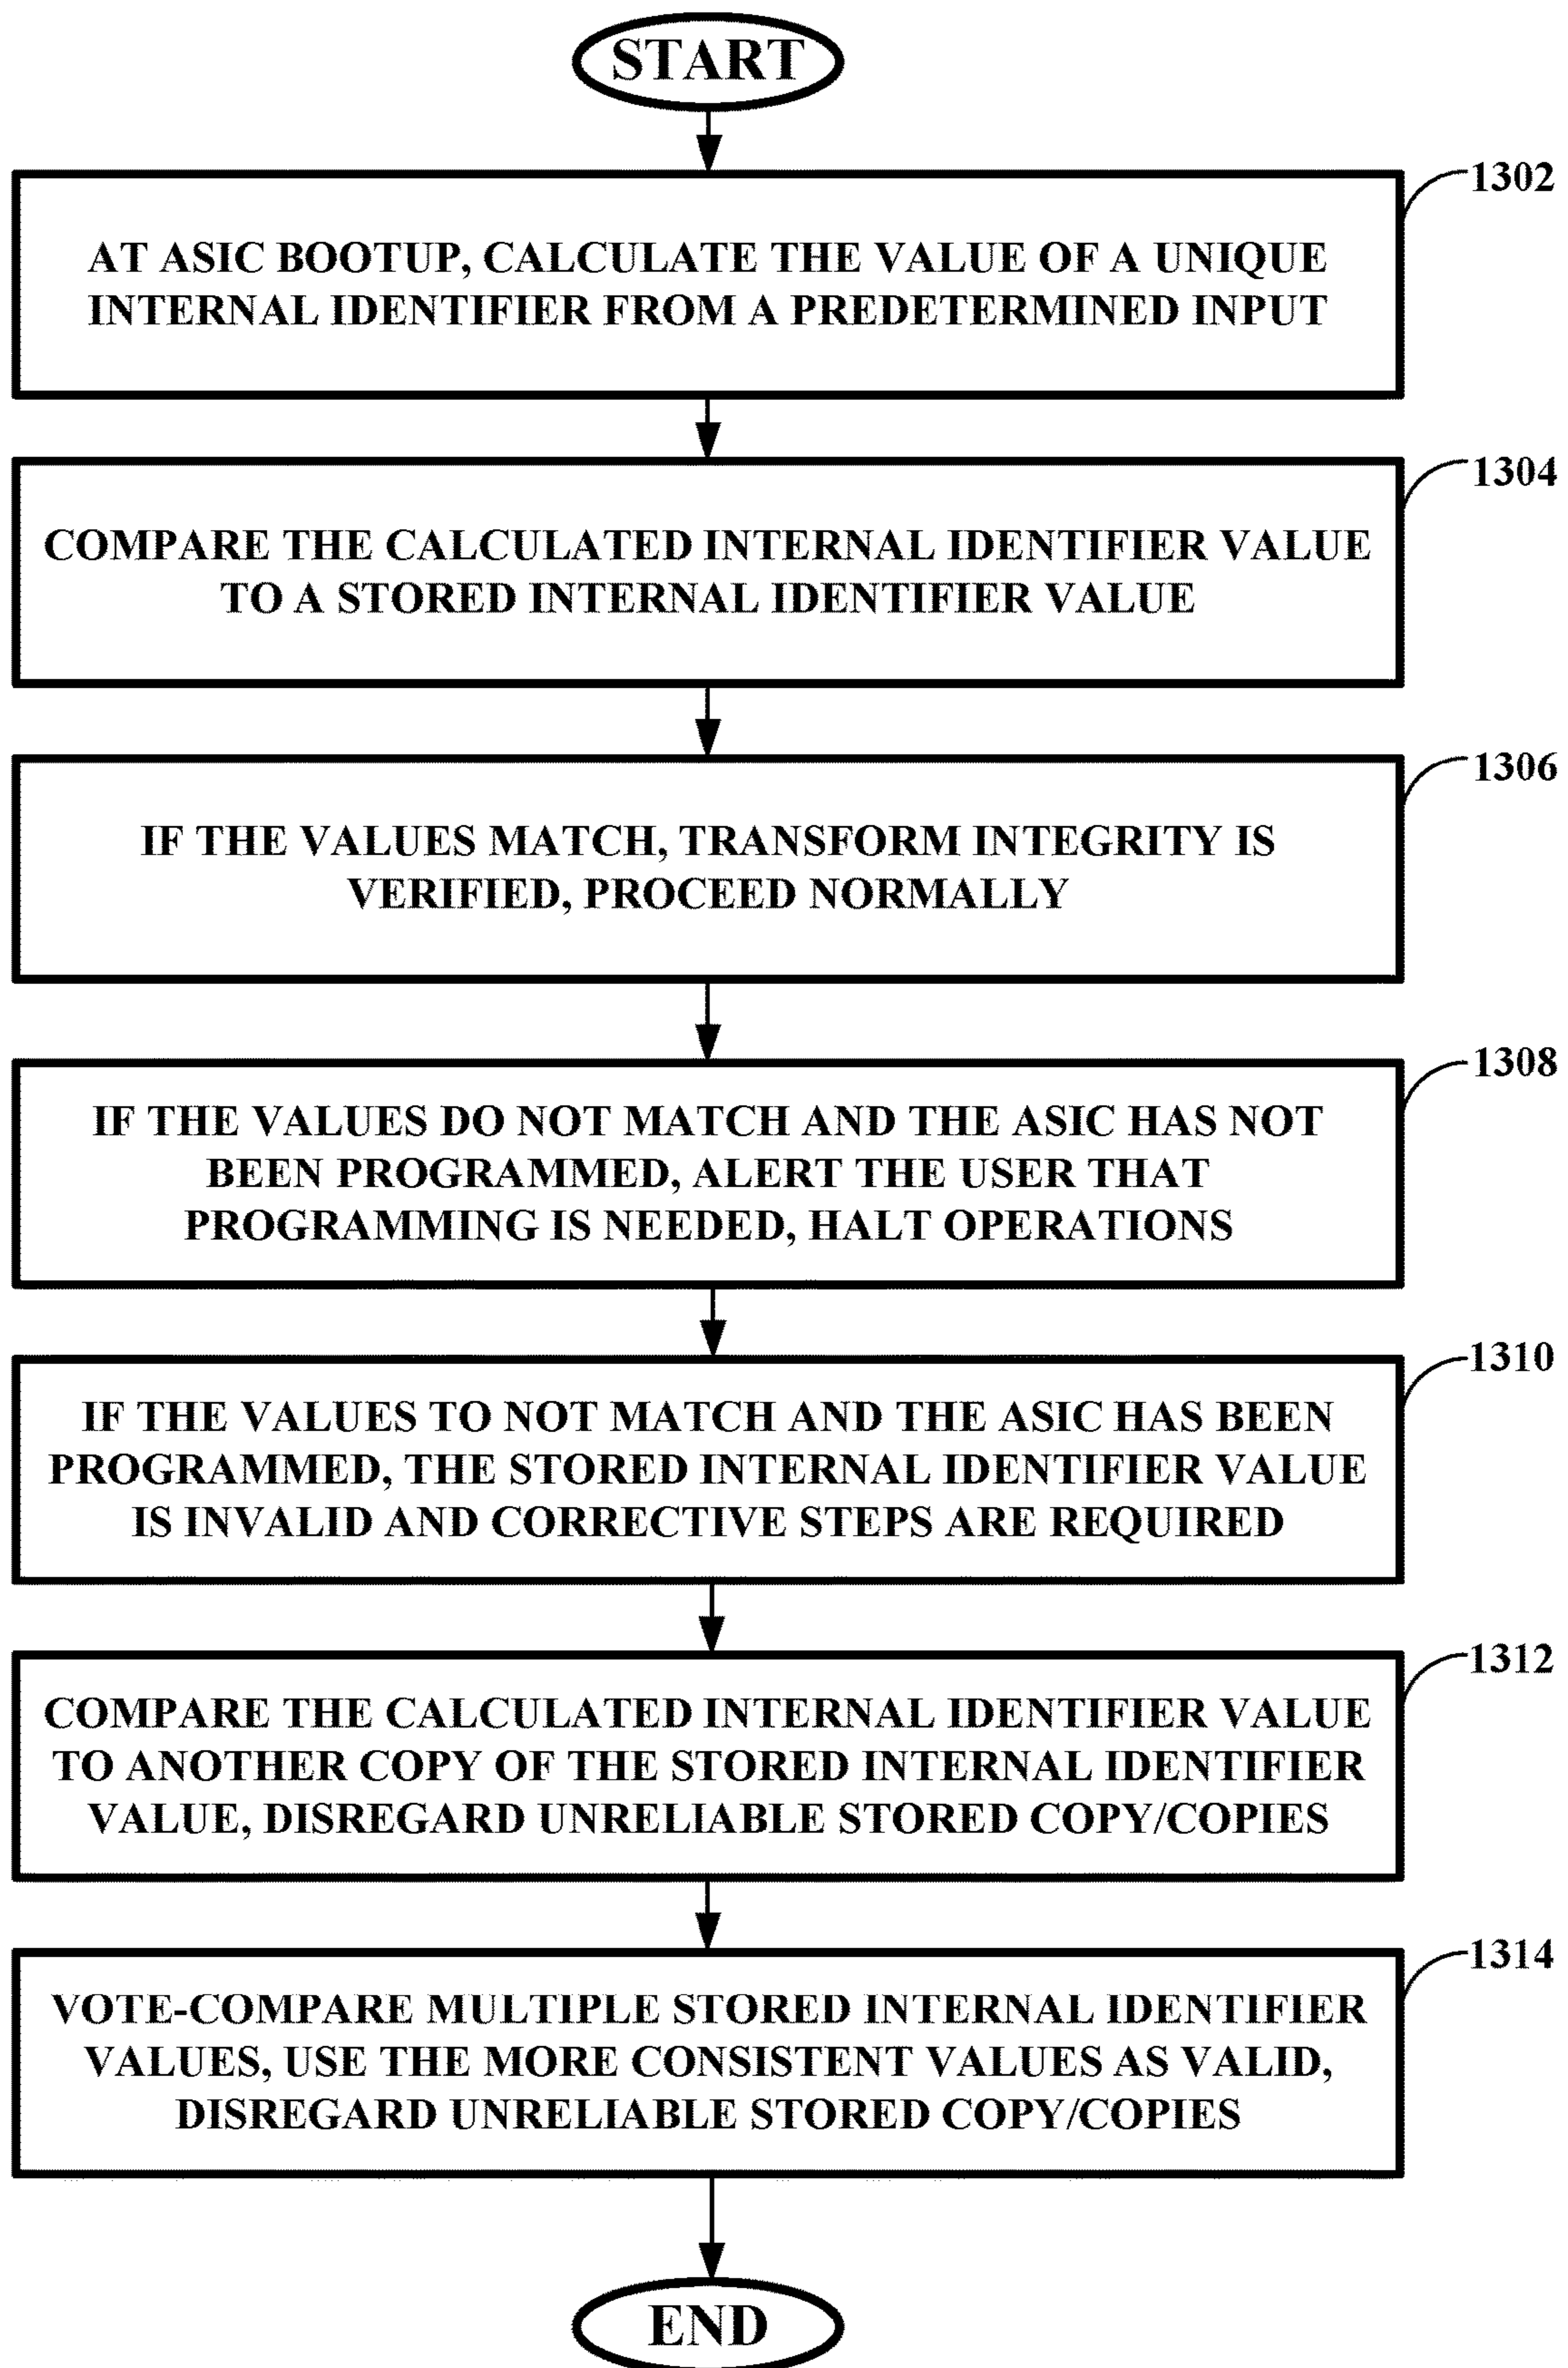 START
1302
AT ASIC BOOTUP, CALCULATE THE VALUE OF A UNIQUE
INTERNAL IDENTIFIER FROM A PREDETERMINED INPUT
1304
COMPARE THE CALCULATED INTERNAL IDENTIFIER VALUE
TO A STORED INTERNAL IDENTIFIER VALUE
1306
IF THE VALUES MATCH, TRANSFORM INTEGRITY IS
VERIFIED, PROCEED NORMALLY
1308
IF THE VALUES DO NOT MATCH AND THE ASIC HAS NOT
BEEN PROGRAMMED, ALERT THE USER THAT
PROGRAMMING IS NEEDED, HALT OPERATIONS
1310
IF THE VALUES TO NOT MATCH AND THE ASIC HAS BEEN
PROGRAMMED, THE STORED INTERNAL IDENTIFIER VALUE
IS INVALID AND CORRECTIVE STEPS ARE REQUIRED
1312
COMPARE THE CALCULATED INTERNAL IDENTIFIER VALUE
TO ANOTHER COPY OF THE STORED INTERNAL IDENTIFIER
VALUE, DISREGARD UNRELIABLE STORED COPY/COPIES
1314
VOTE-COMPARE MULTIPLE STORED INTERNAL IDENTIFIER
VALUES, USE THE MORE CONSISTENT VALUES AS VALID,
DISREGARD UNRELIABLE STORED COPY/COPIES
END